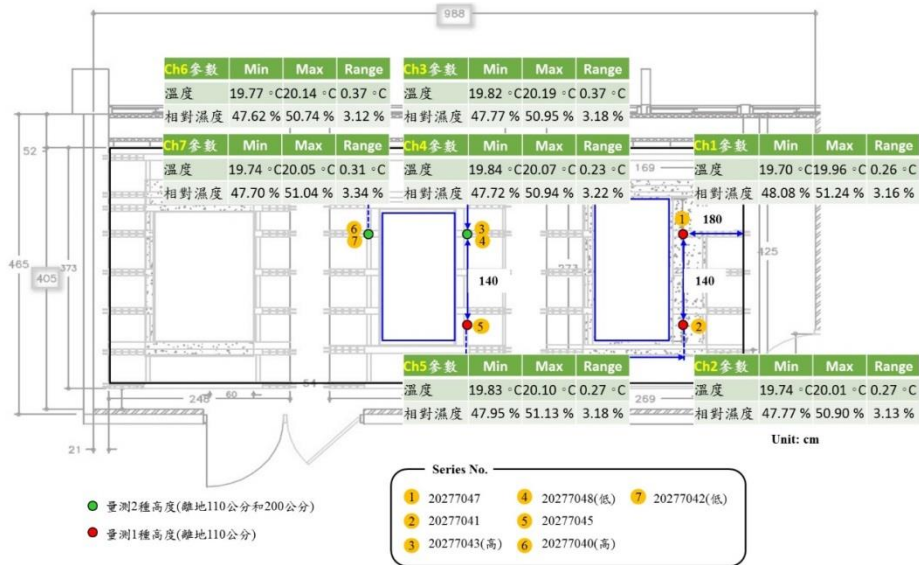 988
Ch6參數 Min Max Range
溫度 19.77 °C 20.14 °C 0.37 °C
相對濕度 47.62 % 50.74 % 3.12 %
Ch3參數 Min Max Range
溫度 19.82 °C 20.19 °C 0.37 °C
相對濕度 47.77 % 50.95 % 3.18 %
Ch7參數 Min Max Range
溫度 19.74 °C 20.05 °C 0.31 °C
相對濕度 47.70 % 51.04 % 3.34 %
Ch4參數 Min Max Range
溫度 19.84 °C 20.07 °C 0.23 °C
相對濕度 47.72 % 50.94 % 3.22 %
169
Ch1參數 Min Max Range
溫度 19.70 °C 19.96 °C 0.26 °C
相對濕度 48.08 % 51.24 % 3.16 %
52
465
405
373
6
7
3
4
1
180
425
273
140
140
5
2
Ch5參數 Min Max Range
溫度 19.83 °C 20.10 °C 0.27 °C
相對濕度 47.95 % 51.13 % 3.18 %
269
Ch2參數 Min Max Range
溫度 19.74 °C 20.01 °C 0.27 °C
相對濕度 47.77 % 50.90 % 3.13 %
54
248
60
21
Unit: cm
Series No.
1 20277047
4 20277048(低)
7 20277042(低)
2 20277041
5 20277045
3 20277043(高)
6 20277040(高)
量測2種高度(離地110公分和200公分)
量測1種高度(離地110公分)